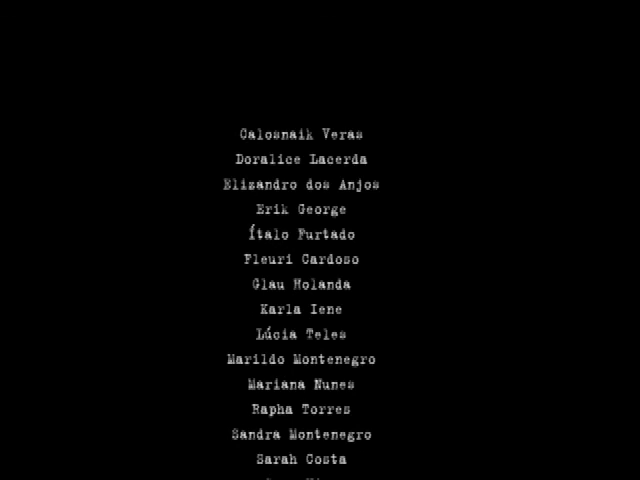 Calosnaik Veras
Doralice Lacerda
Elizandro dos Anjos
Erik George
Ítalo Furtado
Fleuri Cardoso
Glau Holanda
Karla Iene
Lúcia Teles
Marildo Montenegro
Mariana Nunes
Rapha Torres
Sandra Montenegro
Sarah Costa